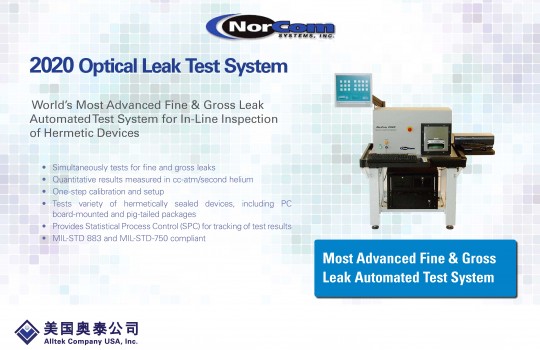 NorCom
SYSTEMS, INC.
2020 Optical Leak Test System
World's Most Advanced Fine & Gross Leak
Automated Test System for In-Line Inspection
of Hermetic Devices
• Simultaneously tests for fine and gross leaks
• Quantitative results measured in cc-atm/second helium
• One-step calibration and setup
• Tests variety of hermetically sealed devices, including PC
board-mounted and pig-tailed packages
• Provides Statistical Process Control (SPC) for tracking of test results
• MIL-STD 883 and MIL-STD-750 compliant
NorCom
Most Advanced Fine & Gross
Leak Automated Test System
美国奥泰公司
Alltek Company USA, Inc.